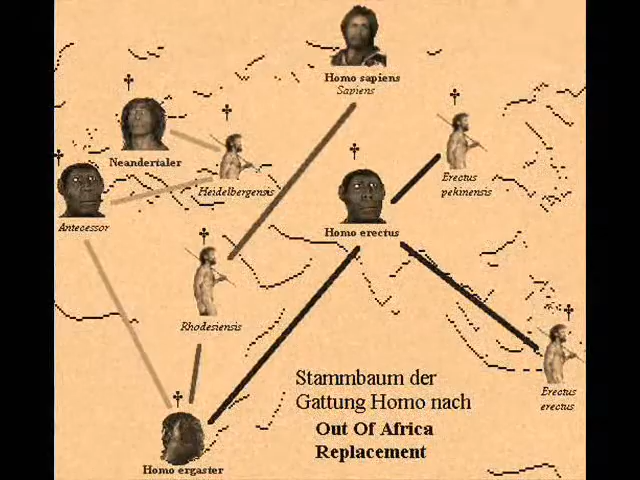 Homo sapiens
Sapiens
Neandertaler
Heidelbergensis
Erectus
pekinensis
Antecessor
Homo erectus
Rhodesiensis
Stammbaum der
Gattung Homo nach
Out Of Africa
Replacement
Erectus
erectus
Homo ergaster